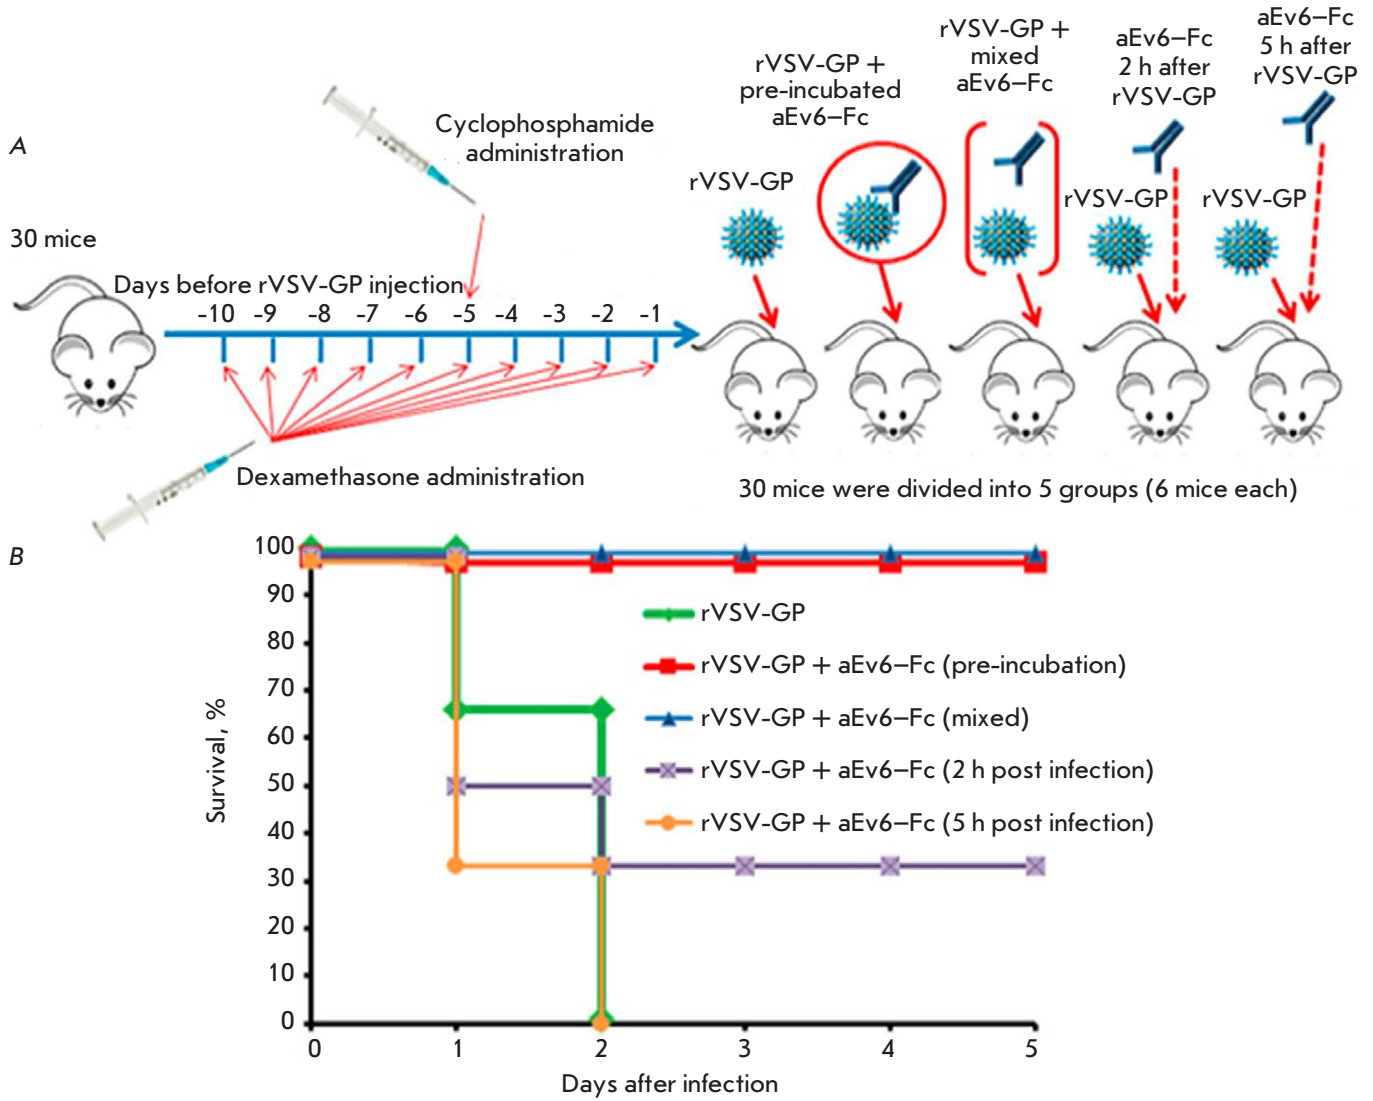 A
30 mice
Cyclophosphamide
administration
Days before rVSV-GP injection
-10 -9 -8 -7 -6 -5 -4 -3 -2 -1
Dexamethasone administration
rVSV-GP
rVSV-GP +
pre-incubated
aEv6–Fc
rVSV-GP +
mixed
aEv6–Fc
aEv6–Fc
2 h after
rVSV-GP
rVSV-GP
aEv6–Fc
5 h after
rVSV-GP
rVSV-GP
30 mice were divided into 5 groups (6 mice each)
B
Survival, %
100
90
80
70
60
50
40
30
20
10
0
0 1 2 3 4 5
Days after infection
rVSV-GP
rVSV-GP + aEv6–Fc (pre-incubation)
rVSV-GP + aEv6–Fc (mixed)
rVSV-GP + aEv6–Fc (2 h post infection)
rVSV-GP + aEv6–Fc (5 h post infection)